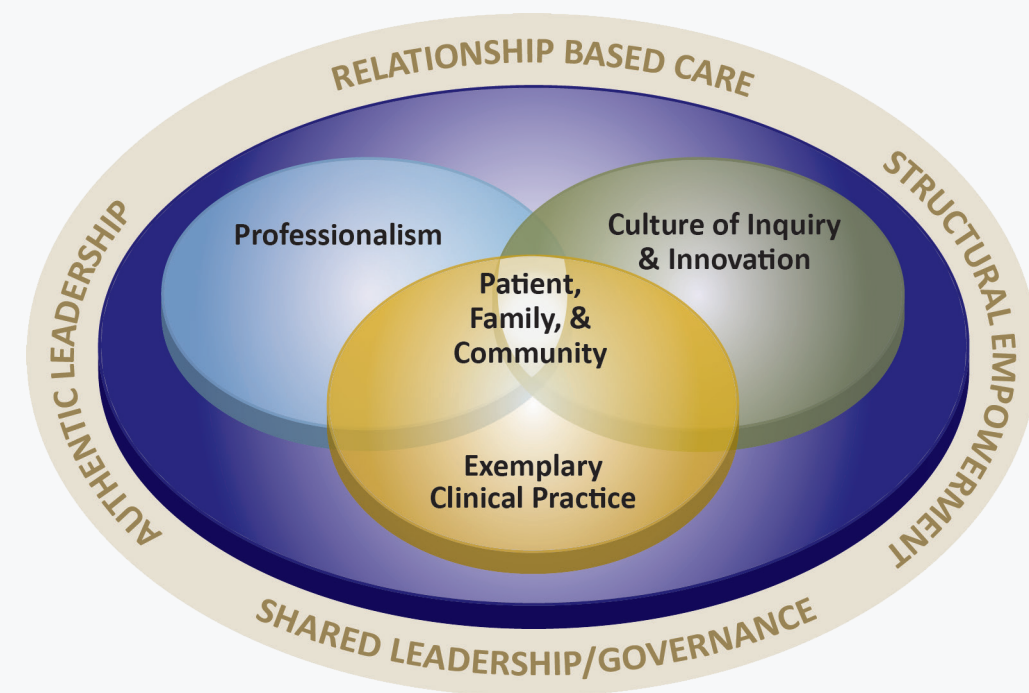 RELATIONSHIP BASED CARE
AUTHENTIC LEADERSHIP
STRUCTURAL EMPOWERMENT
Professionalism
Culture of Inquiry
& Innovation
Patient,
Family, &
Community
Exemplary
Clinical Practice
SHARED LEADERSHIP/GOVERNANCE